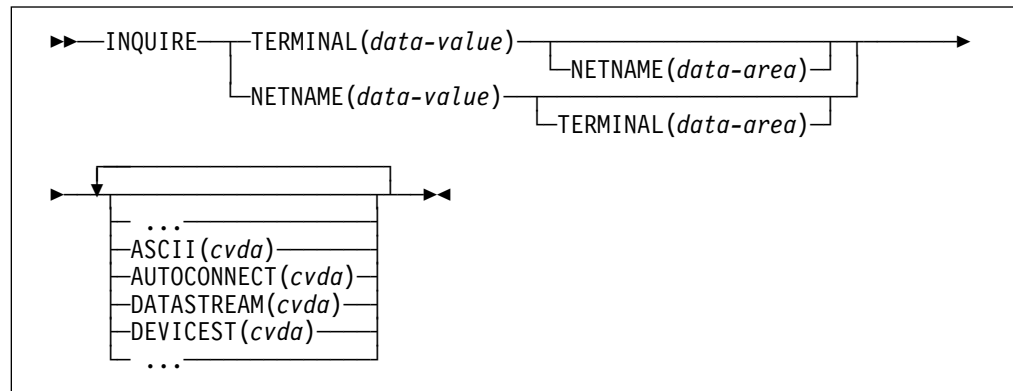 INQUIRE TERMINAL(data-value)
NETNAME(data-area)
NETNAME(data-value)
TERMINAL(data-area)
...
ASCII(cvda)
AUTOCONNECT(cvda)
DATASTREAM(cvda)
DEVICEST(cvda)
...